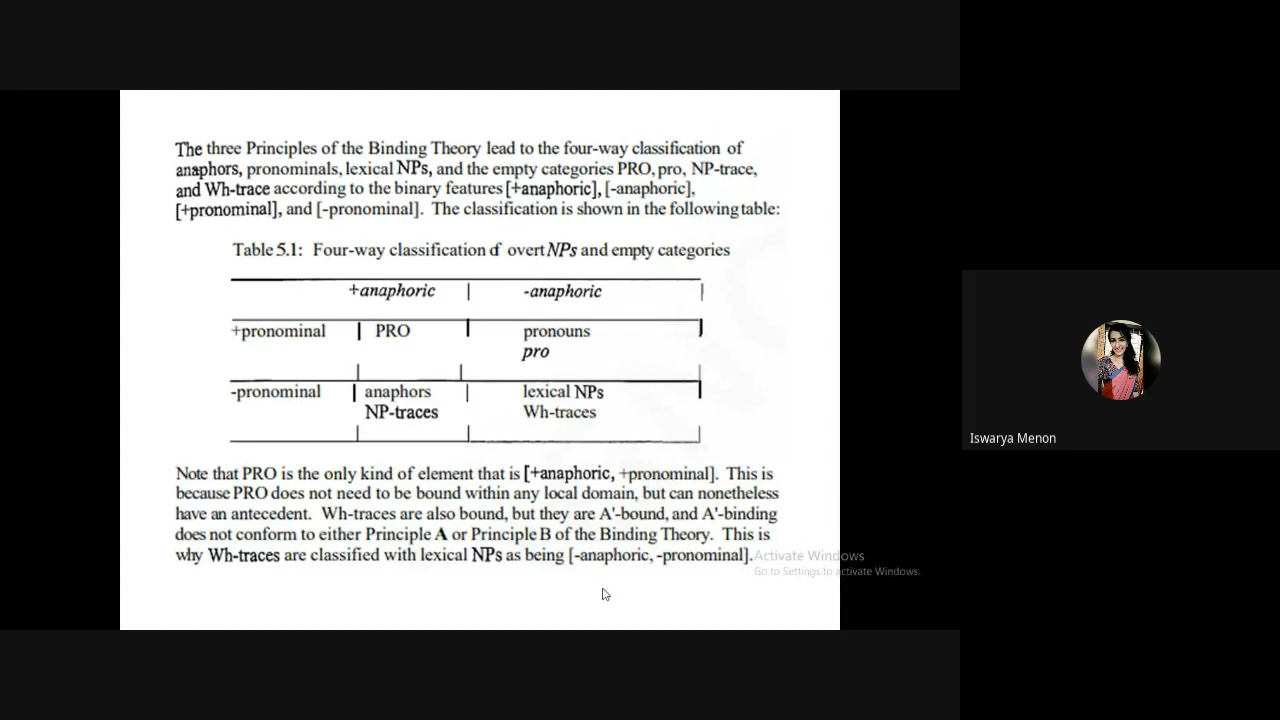 The three Principles of the Binding Theory lead to the four-way classification of
anaphors, pronominals, lexical NPs, and the empty categories PRO, pro, NP-trace,
and Wh-trace according to the binary features [+anaphoric], [-anaphoric],
[+pronominal], and [-pronominal]. The classification is shown in the following table:
Table 5.1: Four-way classification of overt NPs and empty categories
+anaphoric -anaphoric
+pronominal PRO pronouns
pro
-pronominal anaphors lexical NPs
NP-traces Wh-traces
Note that PRO is the only kind of element that is [+anaphoric, +pronominal]. This is
because PRO does not need to be bound within any local domain, but can nonetheless
have an antecedent. Wh-traces are also bound, but they are A'-bound, and A'-binding
does not conform to either Principle A or Principle B of the Binding Theory. This is
why Wh-traces are classified with lexical NPs as being [-anaphoric, -pronominal].
Activate Windows
Go to Settings to activate Windows.
Iswarya Menon